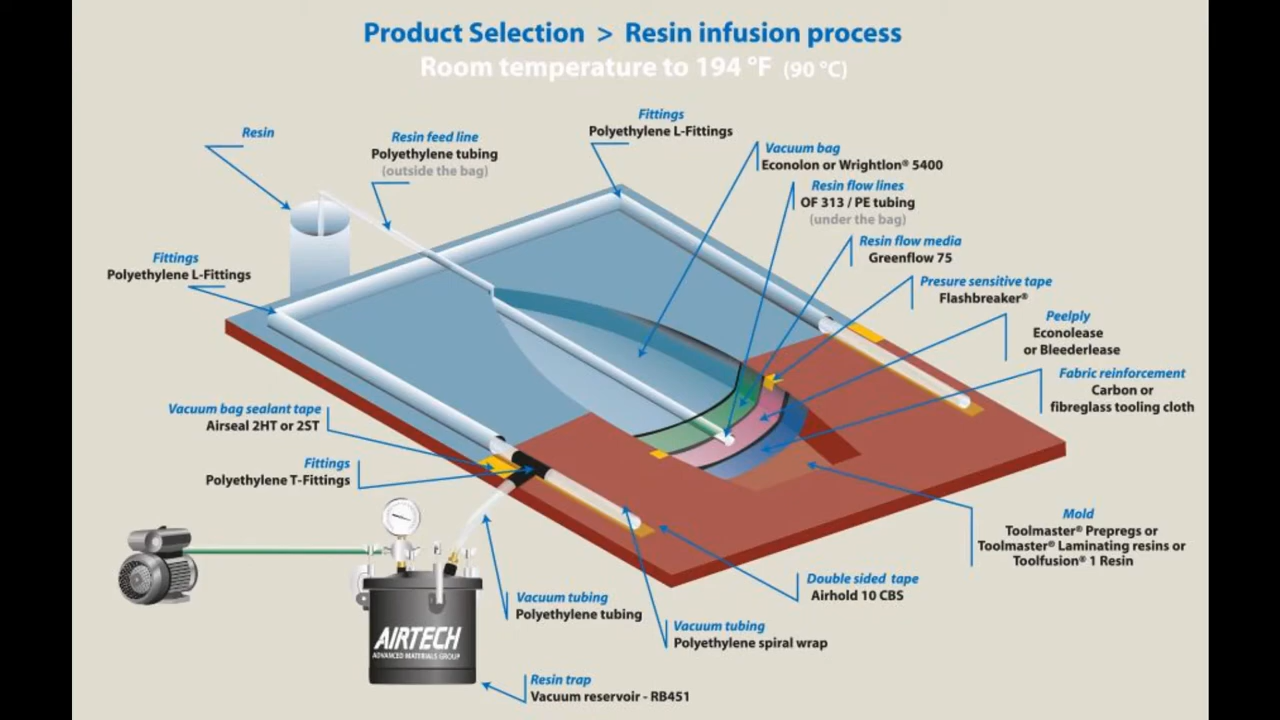 Product Selection > Resin infusion process
Room temperature to 194 °F (90 °C)
Fittings
Polyethylene L-Fittings
Resin
Resin feed line
Polyethylene tubing
(outside the bag)
Vacuum bag
Econolon or Wrightlon® 5400
Resin flow lines
OF 313 / PE tubing
(under the bag)
Resin flow media
Greenflow 75
Fittings
Polyethylene L-Fittings
Presure sensitive tape
Flashbreaker®
Peelply
Econolease
or Bleederlease
Fabric reinforcement
Carbon or
fibreglass tooling cloth
Vacuum bag sealant tape
Airseal 2HT or 2ST
Fittings
Polyethylene T-Fittings
Mold
Toolmaster® Prepregs or
Toolmaster® Laminating resins or
Toolfusion® 1 Resin
Double sided tape
Airhold 10 CBS
Vacuum tubing
Polyethylene tubing
Vacuum tubing
Polyethylene spiral wrap
AIRTECH
ADVANCED MATERIALS GROUP
Resin trap
Vacuum reservoir - RB451